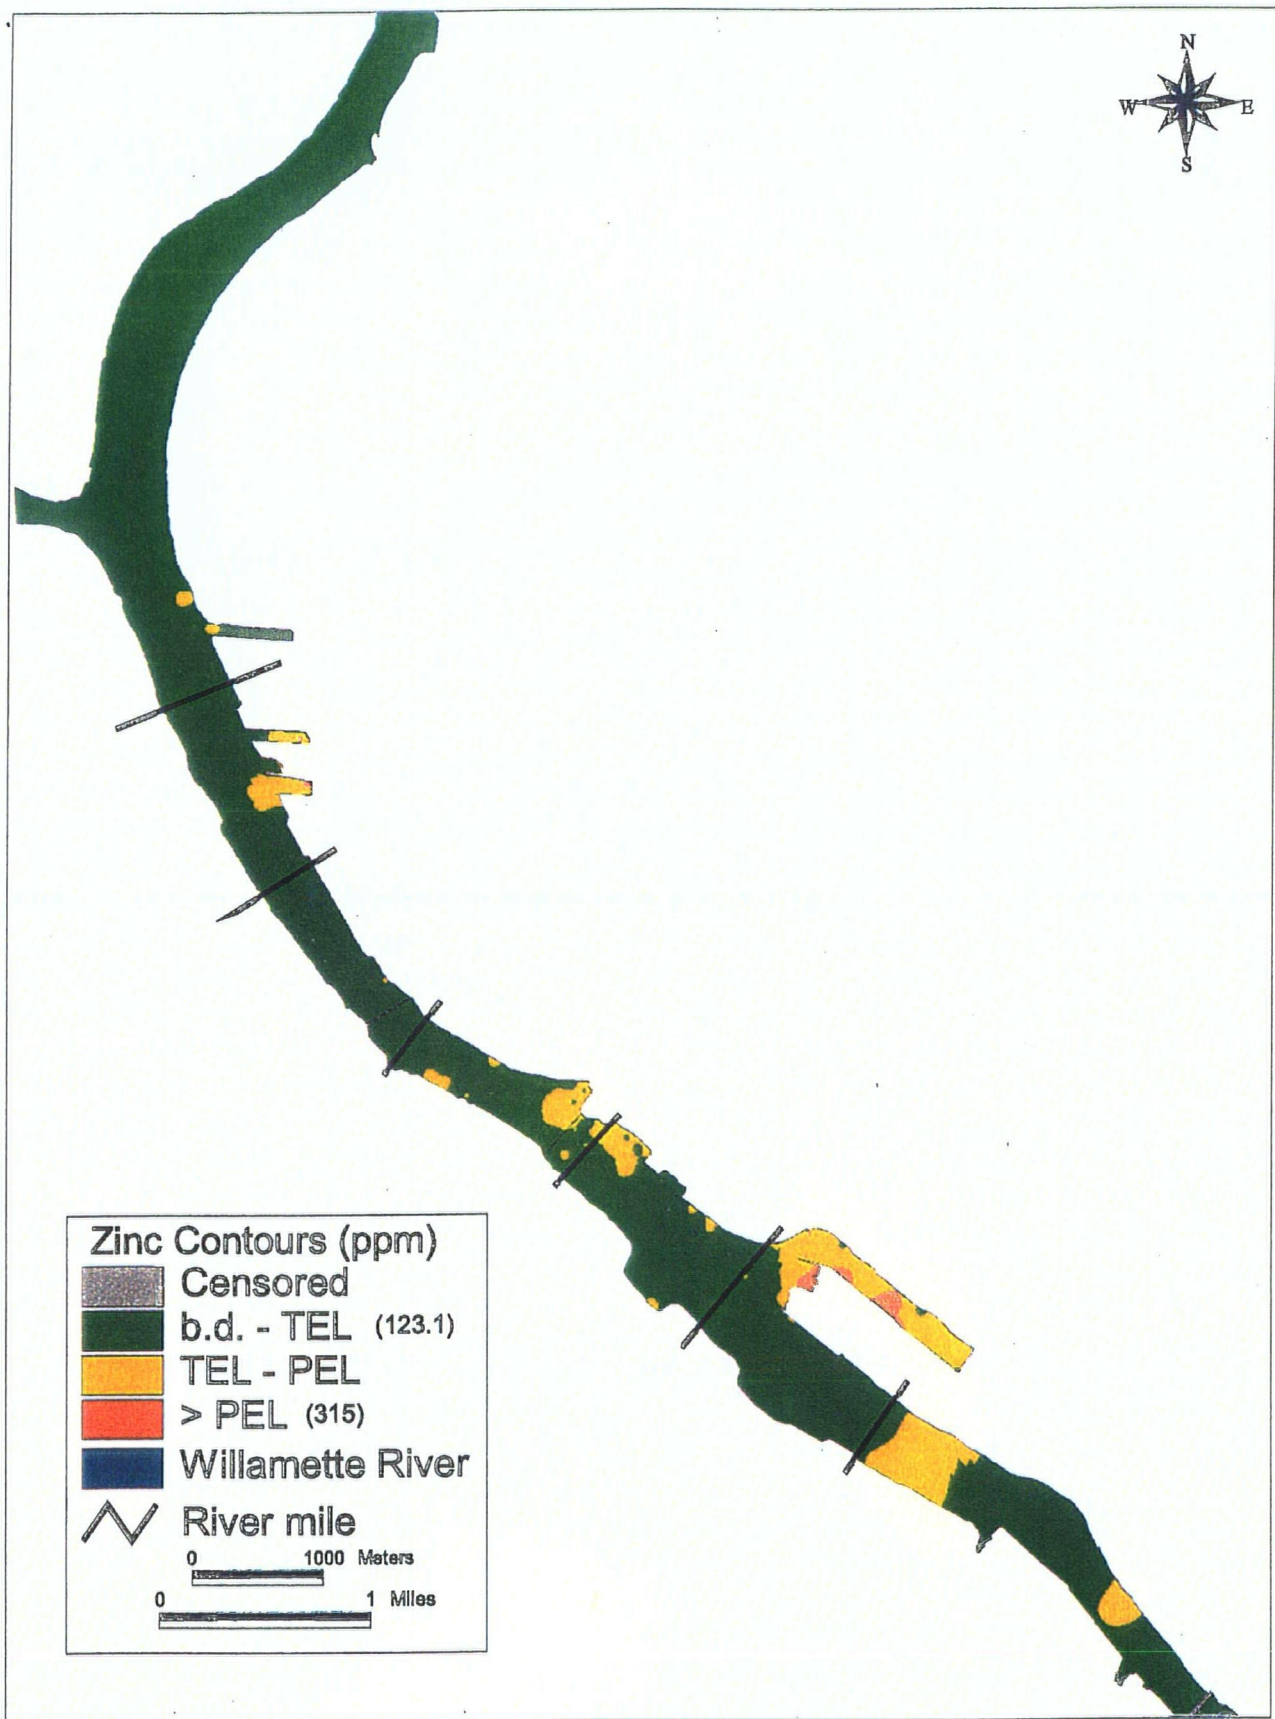 N
W E
S
Zinc Contours (ppm)
Censored
b.d. - TEL (123.1)
TEL - PEL
> PEL (315)
Willamette River
River mile
0 1000 Meters
0 1 Miles